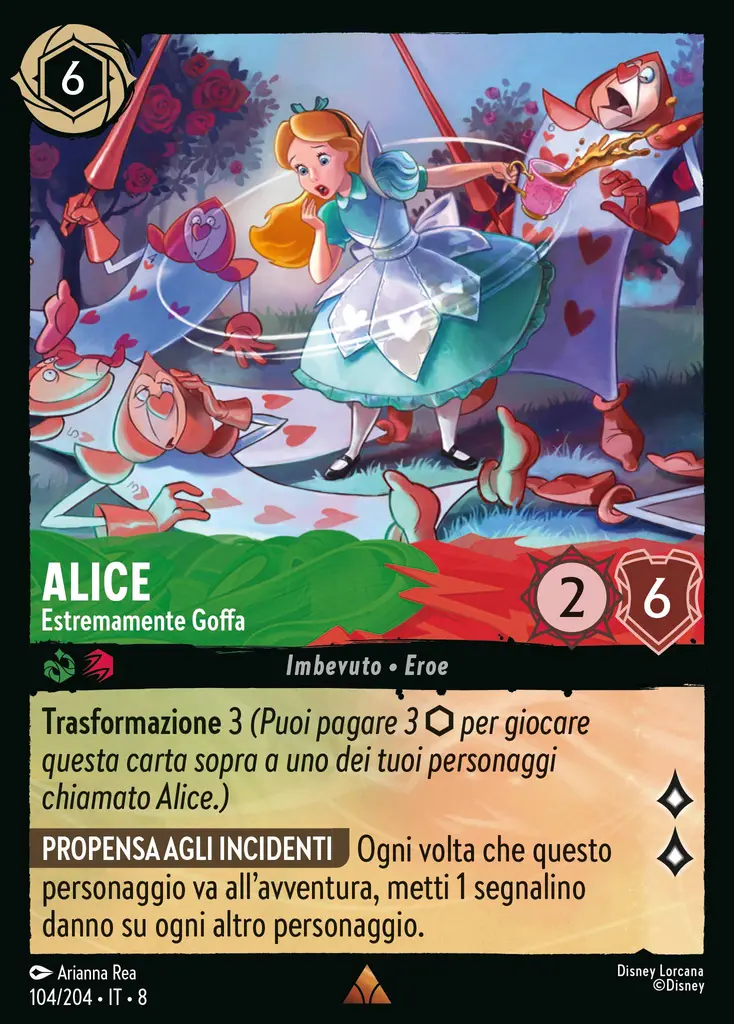 6
ALICE
Estremamente Goffa
2
6
Imbevuto • Eroe
Trasformazione 3 (Puoi pagare 3 ⬡ per giocare
questa carta sopra a uno dei tuoi personaggi
chiamato Alice.)
PROPENSA AGLI INCIDENTI Ogni volta che questo
personaggio va all'avventura, metti 1 segnalino
danno su ogni altro personaggio.
Arianna Rea
104/204 • IT • 8
Disney Lorcana
©Disney